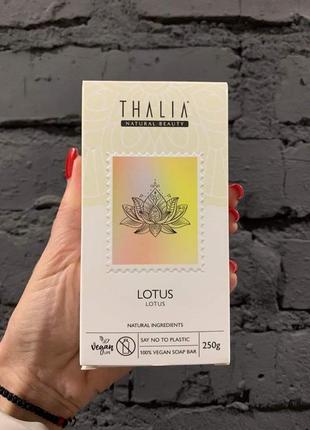 THALIA
NATURAL BEAUTY
LOTUS
LOTUS
NATURAL INGREDIENTS
Vegan
SAY NO TO PLASTIC
100% VEGAN SOAP BAR
250g